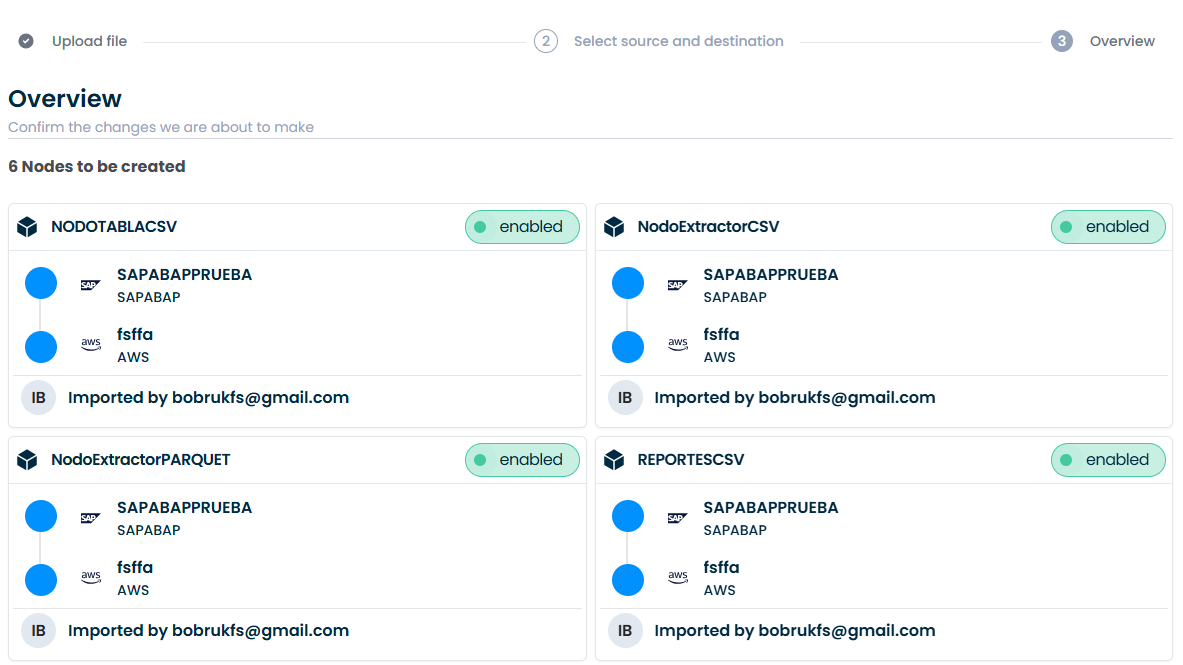 Upload file
2 Select source and destination
3 Overview
Overview
Confirm the changes we are about to make
6 Nodes to be created
NODOTABLACSV enabled
SAP SAPABAPPRUEBA
SAPABAP
aws fsffa
AWS
IB Imported by bobrukfs@gmail.com
NodoExtractorCSV enabled
SAP SAPABAPPRUEBA
SAPABAP
aws fsffa
AWS
IB Imported by bobrukfs@gmail.com
NodoExtractorPARQUET enabled
SAP SAPABAPPRUEBA
SAPABAP
aws fsffa
AWS
IB Imported by bobrukfs@gmail.com
REPORTESCSV enabled
SAP SAPABAPPRUEBA
SAPABAP
aws fsffa
AWS
IB Imported by bobrukfs@gmail.com